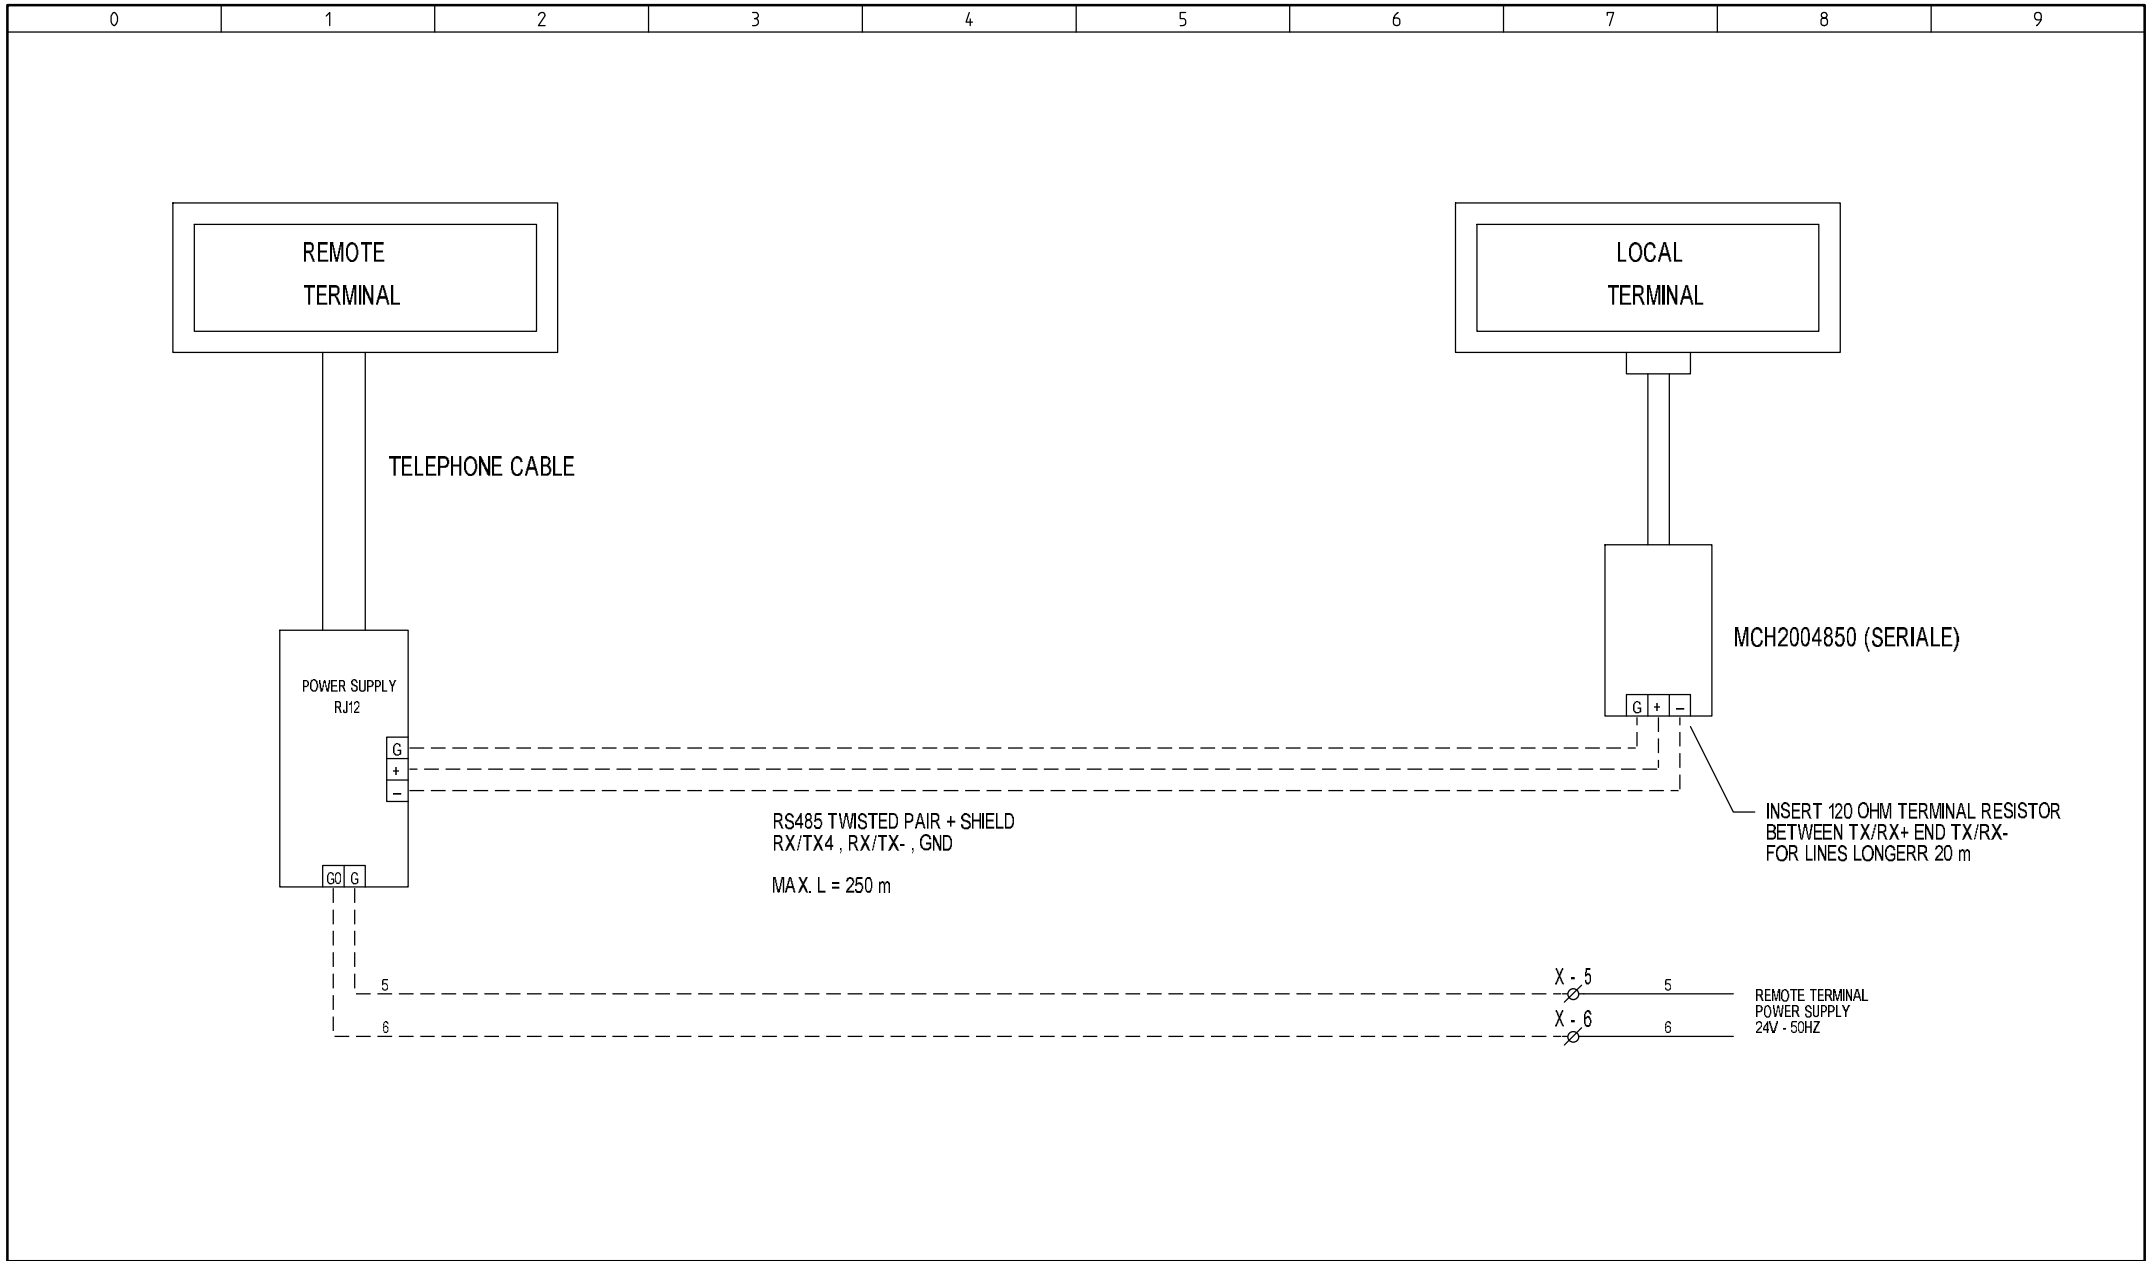 0 1 2 3 4 5 6 7 8 9
REMOTE
TERMINAL
LOCAL
TERMINAL
TELEPHONE CABLE
MCH2004850 (SERIALE)
POWER SUPPLY
RJ12
G + -
G
+
-
RS485 TWISTED PAIR + SHIELD
RX/TX4 , RX/TX- , GND
MAX. L = 250 m
INSERT 120 OHM TERMINAL RESISTOR
BETWEEN TX/RX+ END TX/RX-
FOR LINES LONGERR 20 m
G0 G
5
6
X - 5
5
X - 6
6
REMOTE TERMINAL
POWER SUPPLY
24V - 50HZ